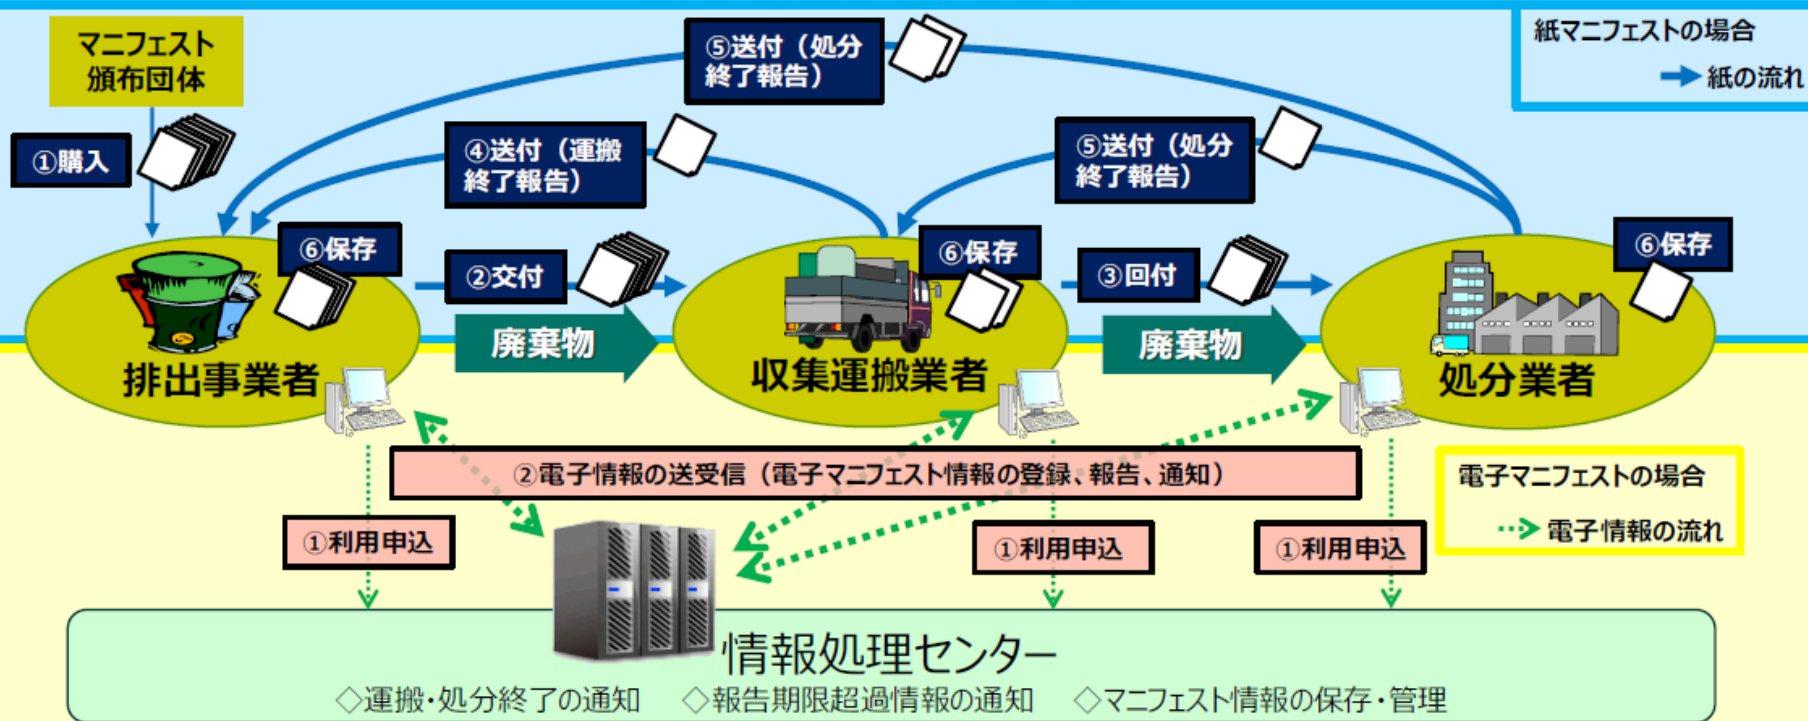 マニフェスト
頒布団体
⑤送付（処分
終了報告）
紙マニフェストの場合
紙の流れ
①購入
④送付（運搬
終了報告）
⑤送付（処分
終了報告）
⑥保存
②交付
⑥保存
③回付
⑥保存
廃棄物
廃棄物
排出事業者
収集運搬業者
処分業者
②電子情報の送受信（電子マニフェスト情報の登録、報告、通知）
電子マニフェストの場合
電子情報の流れ
①利用申込
①利用申込
①利用申込
情報処理センター
◇運搬・処分終了の通知　◇報告期限超過情報の通知　◇マニフェスト情報の保存・管理